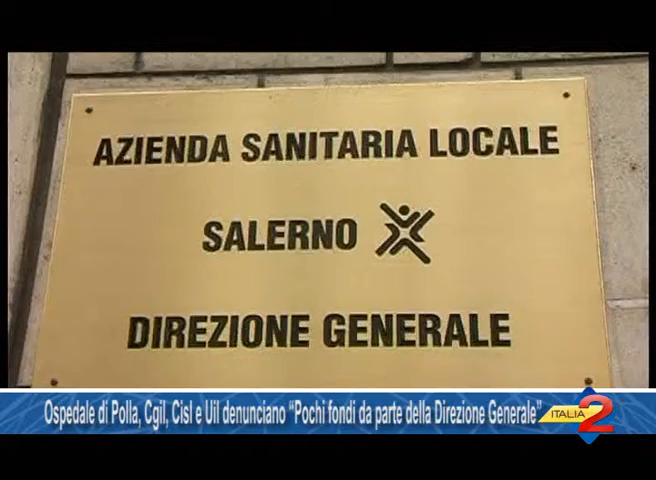 AZIENDA SANITARIA LOCALE
SALERNO
DIREZIONE GENERALE
Ospedale di Polla, Cgil, Cisl e Uil denunciano "Pochi fondi da parte della Direzione Generale"
ITALIA 2